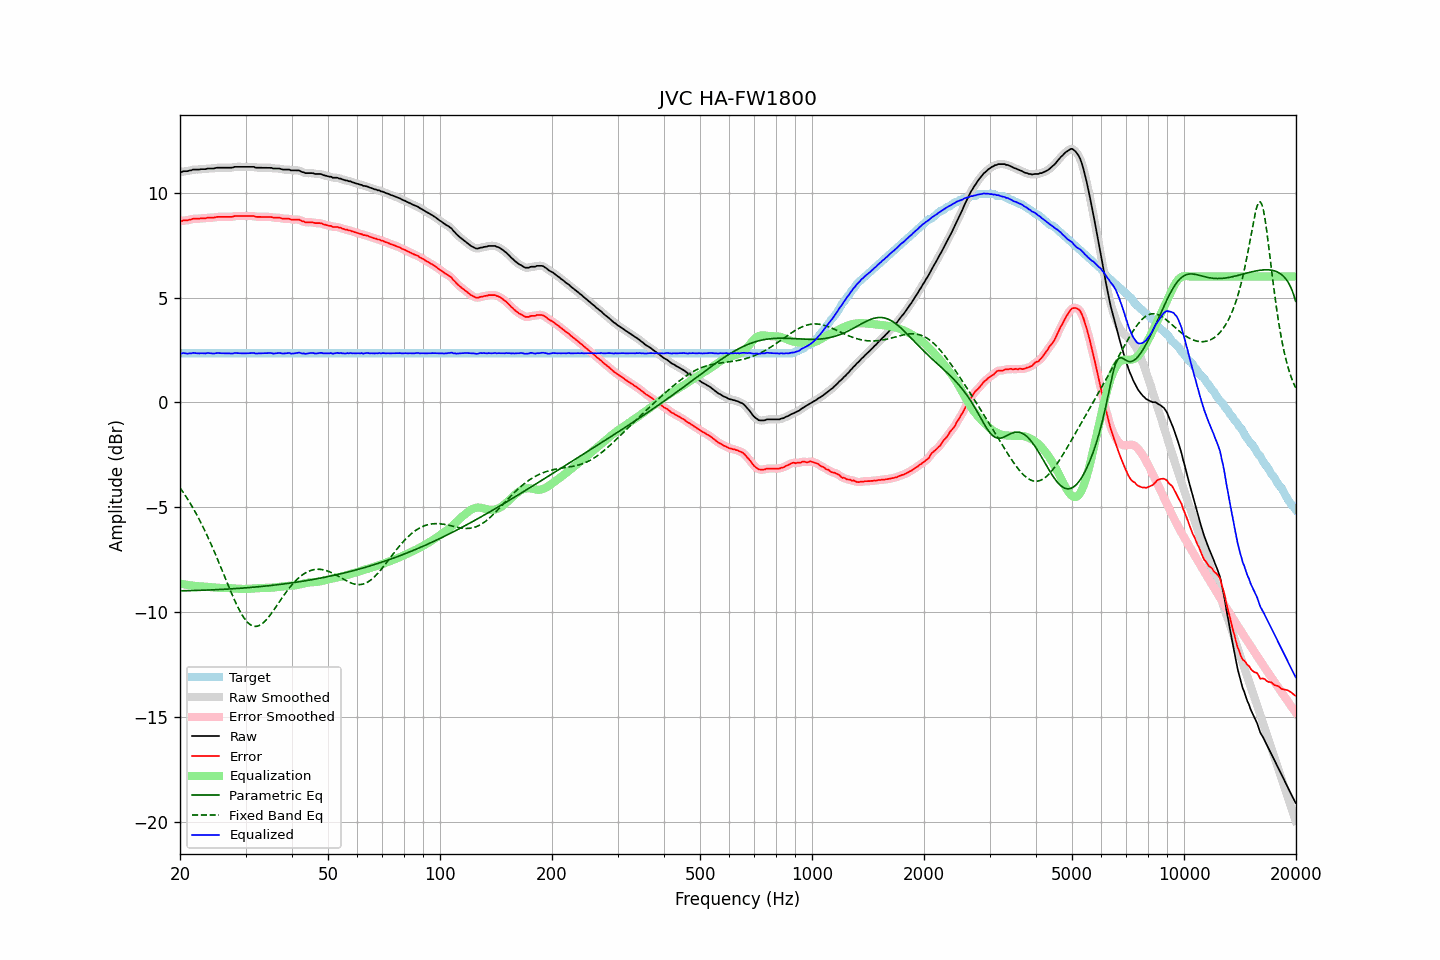 JVC HA-FW1800
Amplitude (dBr)
10
5
0
−5
−10
−15
−20
Target
Raw Smoothed
Error Smoothed
Raw
Error
Equalization
Parametric Eq
Fixed Band Eq
Equalized
20 50 100 200 500 1000 2000 5000 10000 20000
Frequency (Hz)